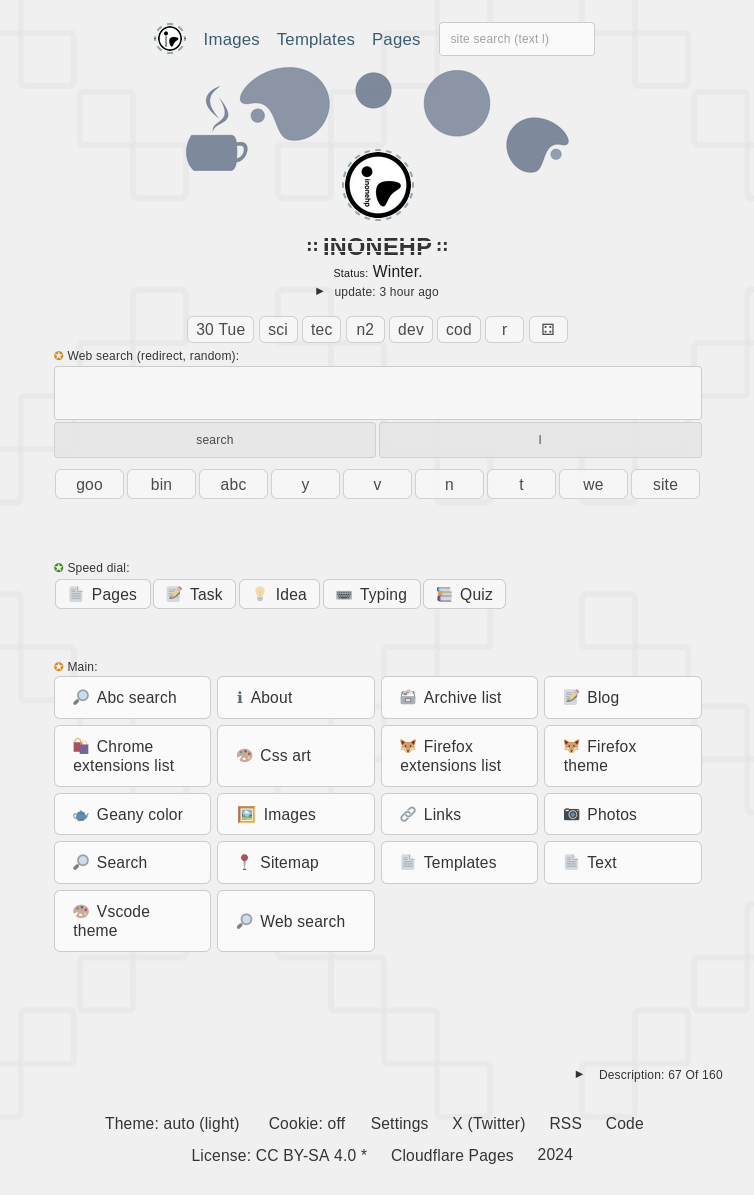 Images Templates Pages site search (text l)
inonehp
:: INONEHP ::
Status: Winter.
► update: 3 hour ago
30 Tue sci tec n2 dev cod r ⚃
✪ Web search (redirect, random):
search l
goo bin abc y v n t we site
✪ Speed dial:
Pages Task Idea Typing Quiz
✪ Main:
Abc search ℹ About Archive list Blog
Chrome extensions list Css art Firefox extensions list Firefox theme
Geany color Images Links Photos
Search Sitemap Templates Text
Vscode theme Web search
► Description: 67 Of 160
Theme: auto (light) Cookie: off Settings X (Twitter) RSS Code
License: CC BY-SA 4.0 * Cloudflare Pages 2024